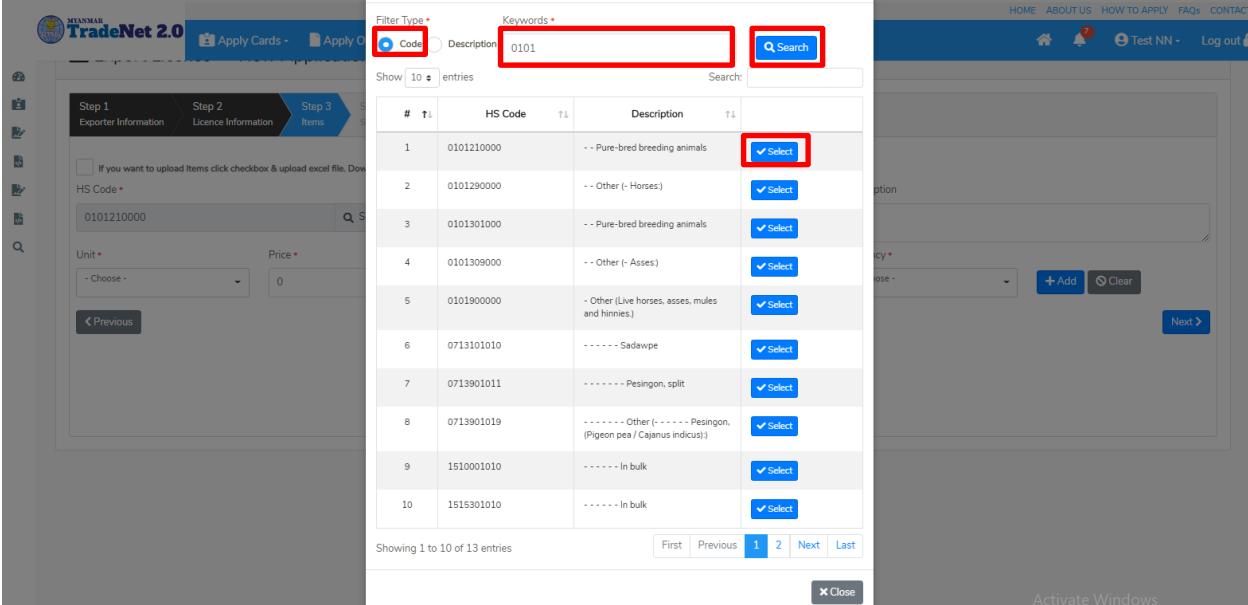 HOME ABOUT US HOW TO APPLY FAQs CONTACT
MYANMAR
TradeNet 2.0
Apply Cards
Apply O
7
Test NN
Log out
Step 1
Exporter Information
Step 2
Licence Information
Step 3
Items
If you want to upload Items click checkbox & upload excel file. Dow
HS Code *
0101210000
S
ption
Unit *
- Choose -
Price *
0
cy *
ose -
Add
Clear
Previous
Next
Filter Type *
Keywords *
Code
Description
0101
Search
Show 10 entries
Search:
# HS Code Description
1 0101210000 - - Pure-bred breeding animals Select
2 0101290000 - - Other (- Horses:) Select
3 0101301000 - - Pure-bred breeding animals Select
4 0101309000 - - Other (- Asses:) Select
5 0101900000 - Other (Live horses, asses, mules
and hinnies.) Select
6 0713101010 - - - - - - Sadawpe Select
7 0713901011 - - - - - - - Pesingon, split Select
8 0713901019 - - - - - - - Other (- - - - - - Pesingon,
(Pigeon pea / Cajanus indicus):) Select
9 1510001010 - - - - - - In bulk Select
10 1515301010 - - - - - - In bulk Select
Showing 1 to 10 of 13 entries
First Previous 1 2 Next Last
Close
Activate Windows